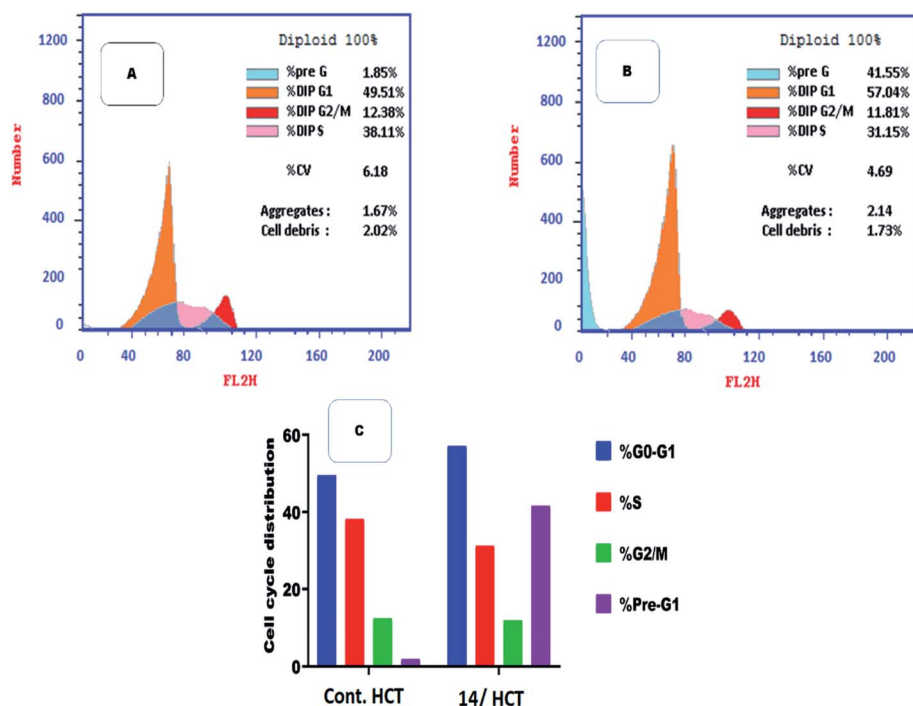 A
Diploid 100%
%pre G 1.85%
%DIP G1 49.51%
%DIP G2/M 12.38%
%DIP S 38.11%
%CV 6.18
Aggregates : 1.67%
Cell debris : 2.02%
Number
1200
800
600
400
200
0
0 40 80 120 160 200
FL2H
B
Diploid 100%
%pre G 41.55%
%DIP G1 57.04%
%DIP G2/M 11.81%
%DIP S 31.15%
%CV 4.69
Aggregates : 2.14
Cell debris : 1.73%
Number
1200
800
600
400
200
0
0 40 80 120 160 200
FL2H
C
Cell cycle distribution
60
40
20
0
Cont. HCT 14/ HCT
%G0-G1
%S
%G2/M
%Pre-G1